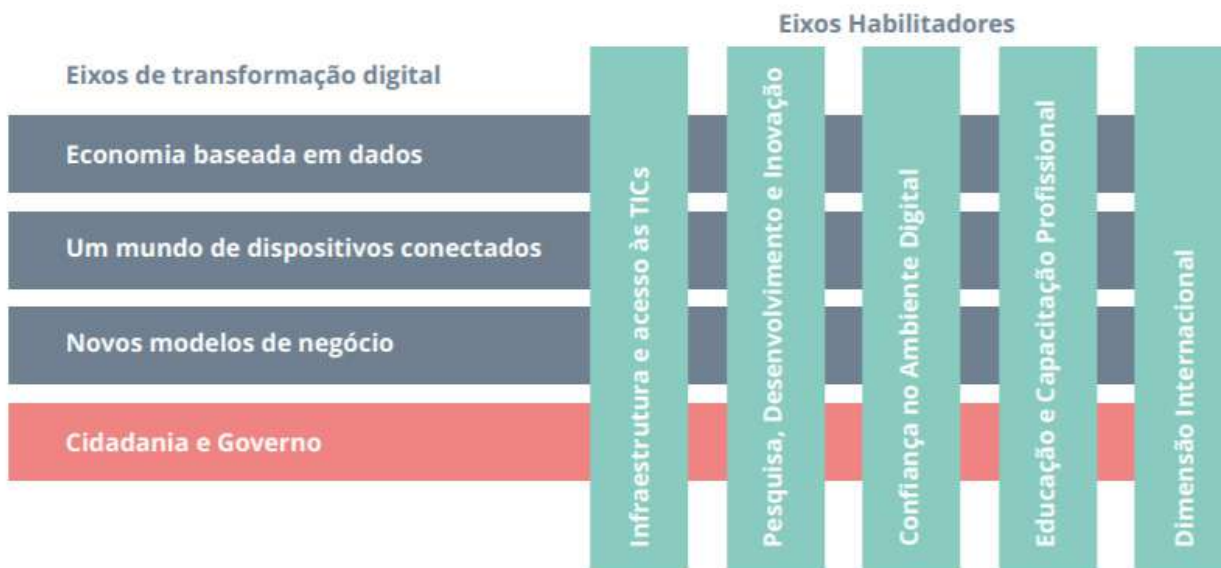 Eixos Habilitadores
Eixos de transformação digital
Economia baseada em dados
Um mundo de dispositivos conectados
Novos modelos de negócio
Cidadania e Governo
Infraestrutura e acesso às TICs
Pesquisa, Desenvolvimento e Inovação
Confiança no Ambiente Digital
Educação e Capacitação Profissional
Dimensão Internacional